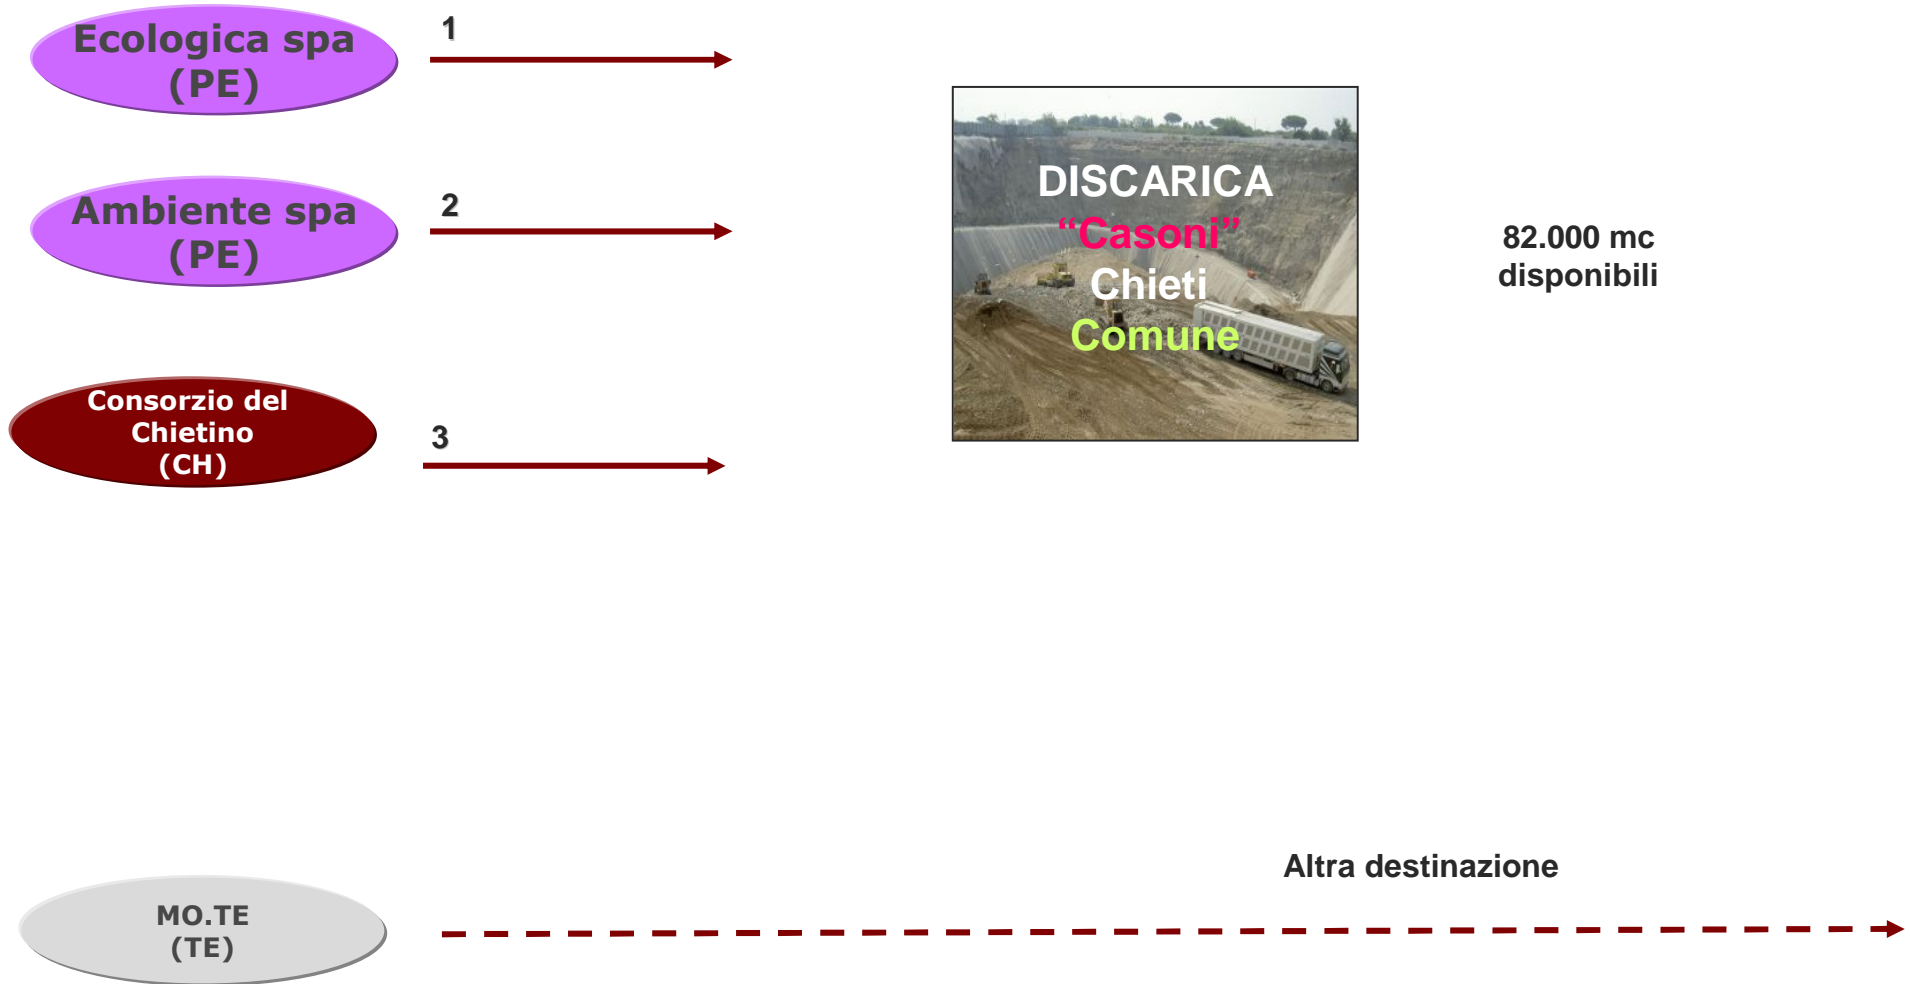 Ecologica spa
(PE)
1
Ambiente spa
(PE)
2
Consorzio del
Chietino
(CH)
3
DISCARICA
“Casoni”
Chieti
Comune
82.000 mc
disponibili
Altra destinazione
MO.TE
(TE)